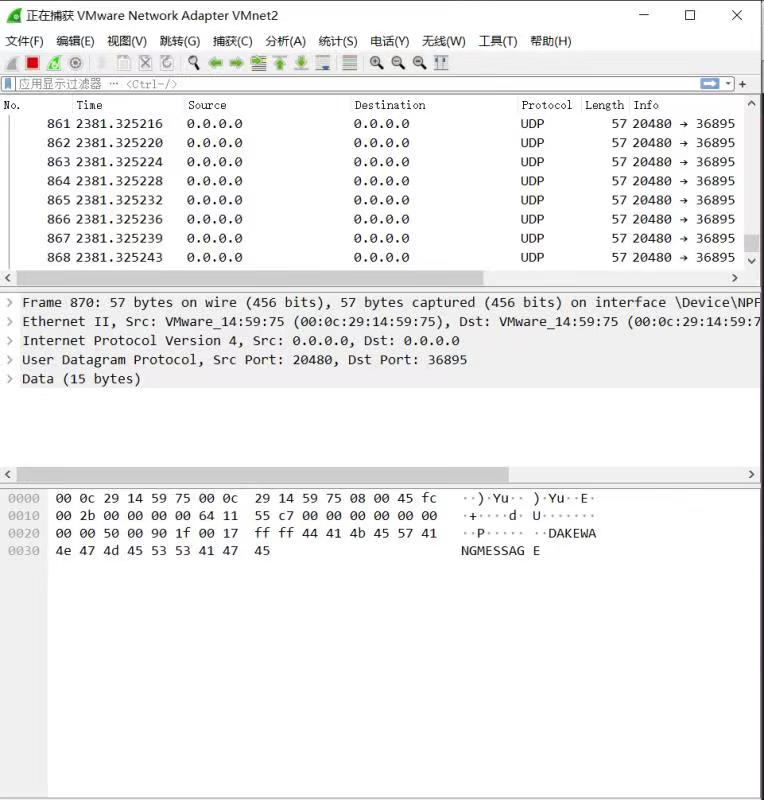 正在捕获 VMware Network Adapter VMnet2
文件(F) 编辑(E) 视图(V) 跳转(G) 捕获(C) 分析(A) 统计(S) 电话(Y) 无线(W) 工具(T) 帮助(H)
应用显示过滤器 … <Ctrl-/>
No. Time Source Destination Protocol Length Info
861 2381.325216 0.0.0.0 0.0.0.0 UDP 57 20480 → 36895
862 2381.325220 0.0.0.0 0.0.0.0 UDP 57 20480 → 36895
863 2381.325224 0.0.0.0 0.0.0.0 UDP 57 20480 → 36895
864 2381.325228 0.0.0.0 0.0.0.0 UDP 57 20480 → 36895
865 2381.325232 0.0.0.0 0.0.0.0 UDP 57 20480 → 36895
866 2381.325236 0.0.0.0 0.0.0.0 UDP 57 20480 → 36895
867 2381.325239 0.0.0.0 0.0.0.0 UDP 57 20480 → 36895
868 2381.325243 0.0.0.0 0.0.0.0 UDP 57 20480 → 36895
Frame 870: 57 bytes on wire (456 bits), 57 bytes captured (456 bits) on interface \Device\NPF
Ethernet II, Src: VMware_14:59:75 (00:0c:29:14:59:75), Dst: VMware_14:59:75 (00:0c:29:14:59:7
Internet Protocol Version 4, Src: 0.0.0.0, Dst: 0.0.0.0
User Datagram Protocol, Src Port: 20480, Dst Port: 36895
Data (15 bytes)
0000 00 0c 29 14 59 75 00 0c 29 14 59 75 08 00 45 fc ··)·Yu·· )·Yu··E·
0010 00 2b 00 00 00 00 64 11 55 c7 00 00 00 00 00 00 ·+····d· U·······
0020 00 00 50 00 90 1f 00 17 ff ff 44 41 4b 45 57 41 ··P····· ··DAKEWA
0030 4e 47 4d 45 53 53 41 47 45 NGMESSAG E